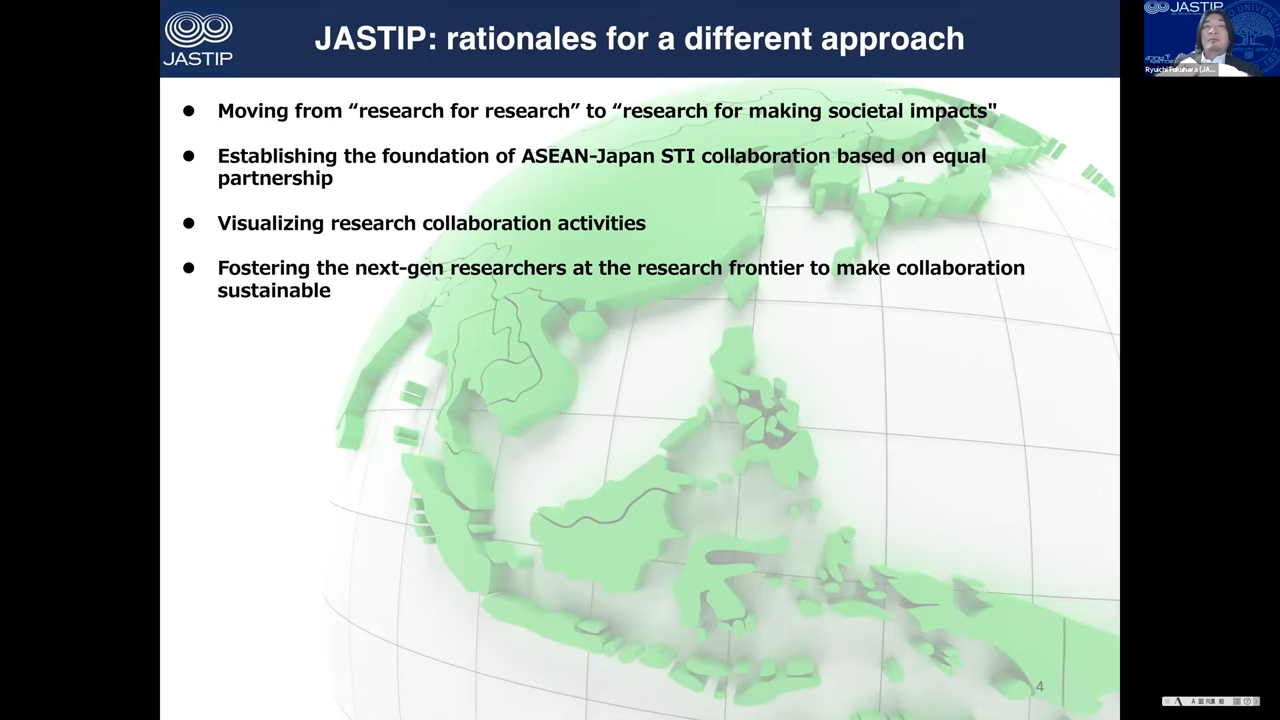 JASTIP
JASTIP: rationales for a different approach
● Moving from “research for research” to “research for making societal impacts"
● Establishing the foundation of ASEAN-Japan STI collaboration based on equal
partnership
● Visualizing research collaboration activities
● Fostering the next-gen researchers at the research frontier to make collaboration
sustainable
4
JASTIP
Ryuichi Fukuhara (JA...